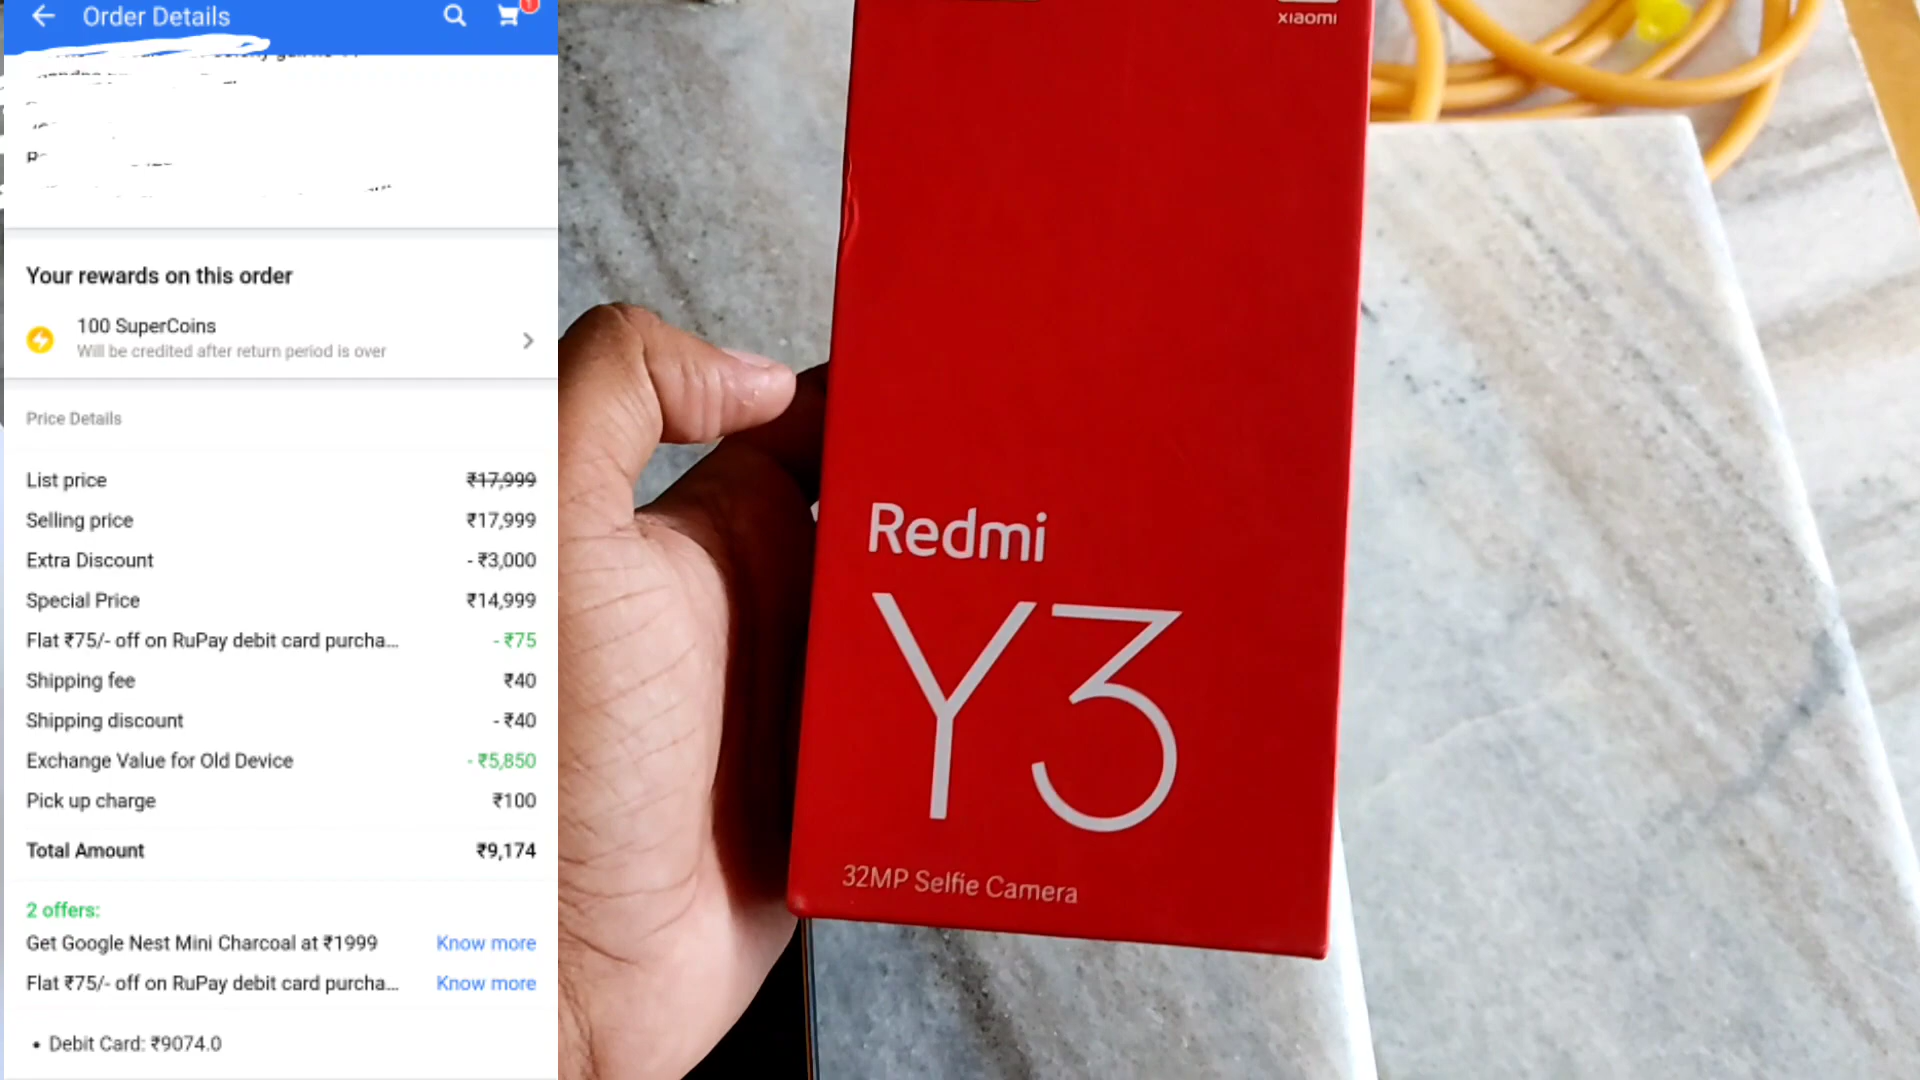 Order Details
1
Your rewards on this order
100 SuperCoins
Will be credited after return period is over
Price Details
List price ₹17,999
Selling price ₹17,999
Extra Discount - ₹3,000
Special Price ₹14,999
Flat ₹75/- off on RuPay debit card purcha... - ₹75
Shipping fee ₹40
Shipping discount - ₹40
Exchange Value for Old Device - ₹5,850
Pick up charge ₹100
Total Amount ₹9,174
2 offers:
Get Google Nest Mini Charcoal at ₹1999 Know more
Flat ₹75/- off on RuPay debit card purcha... Know more
• Debit Card: ₹9074.0
xiaomi
Redmi
Y3
32MP Selfie Camera